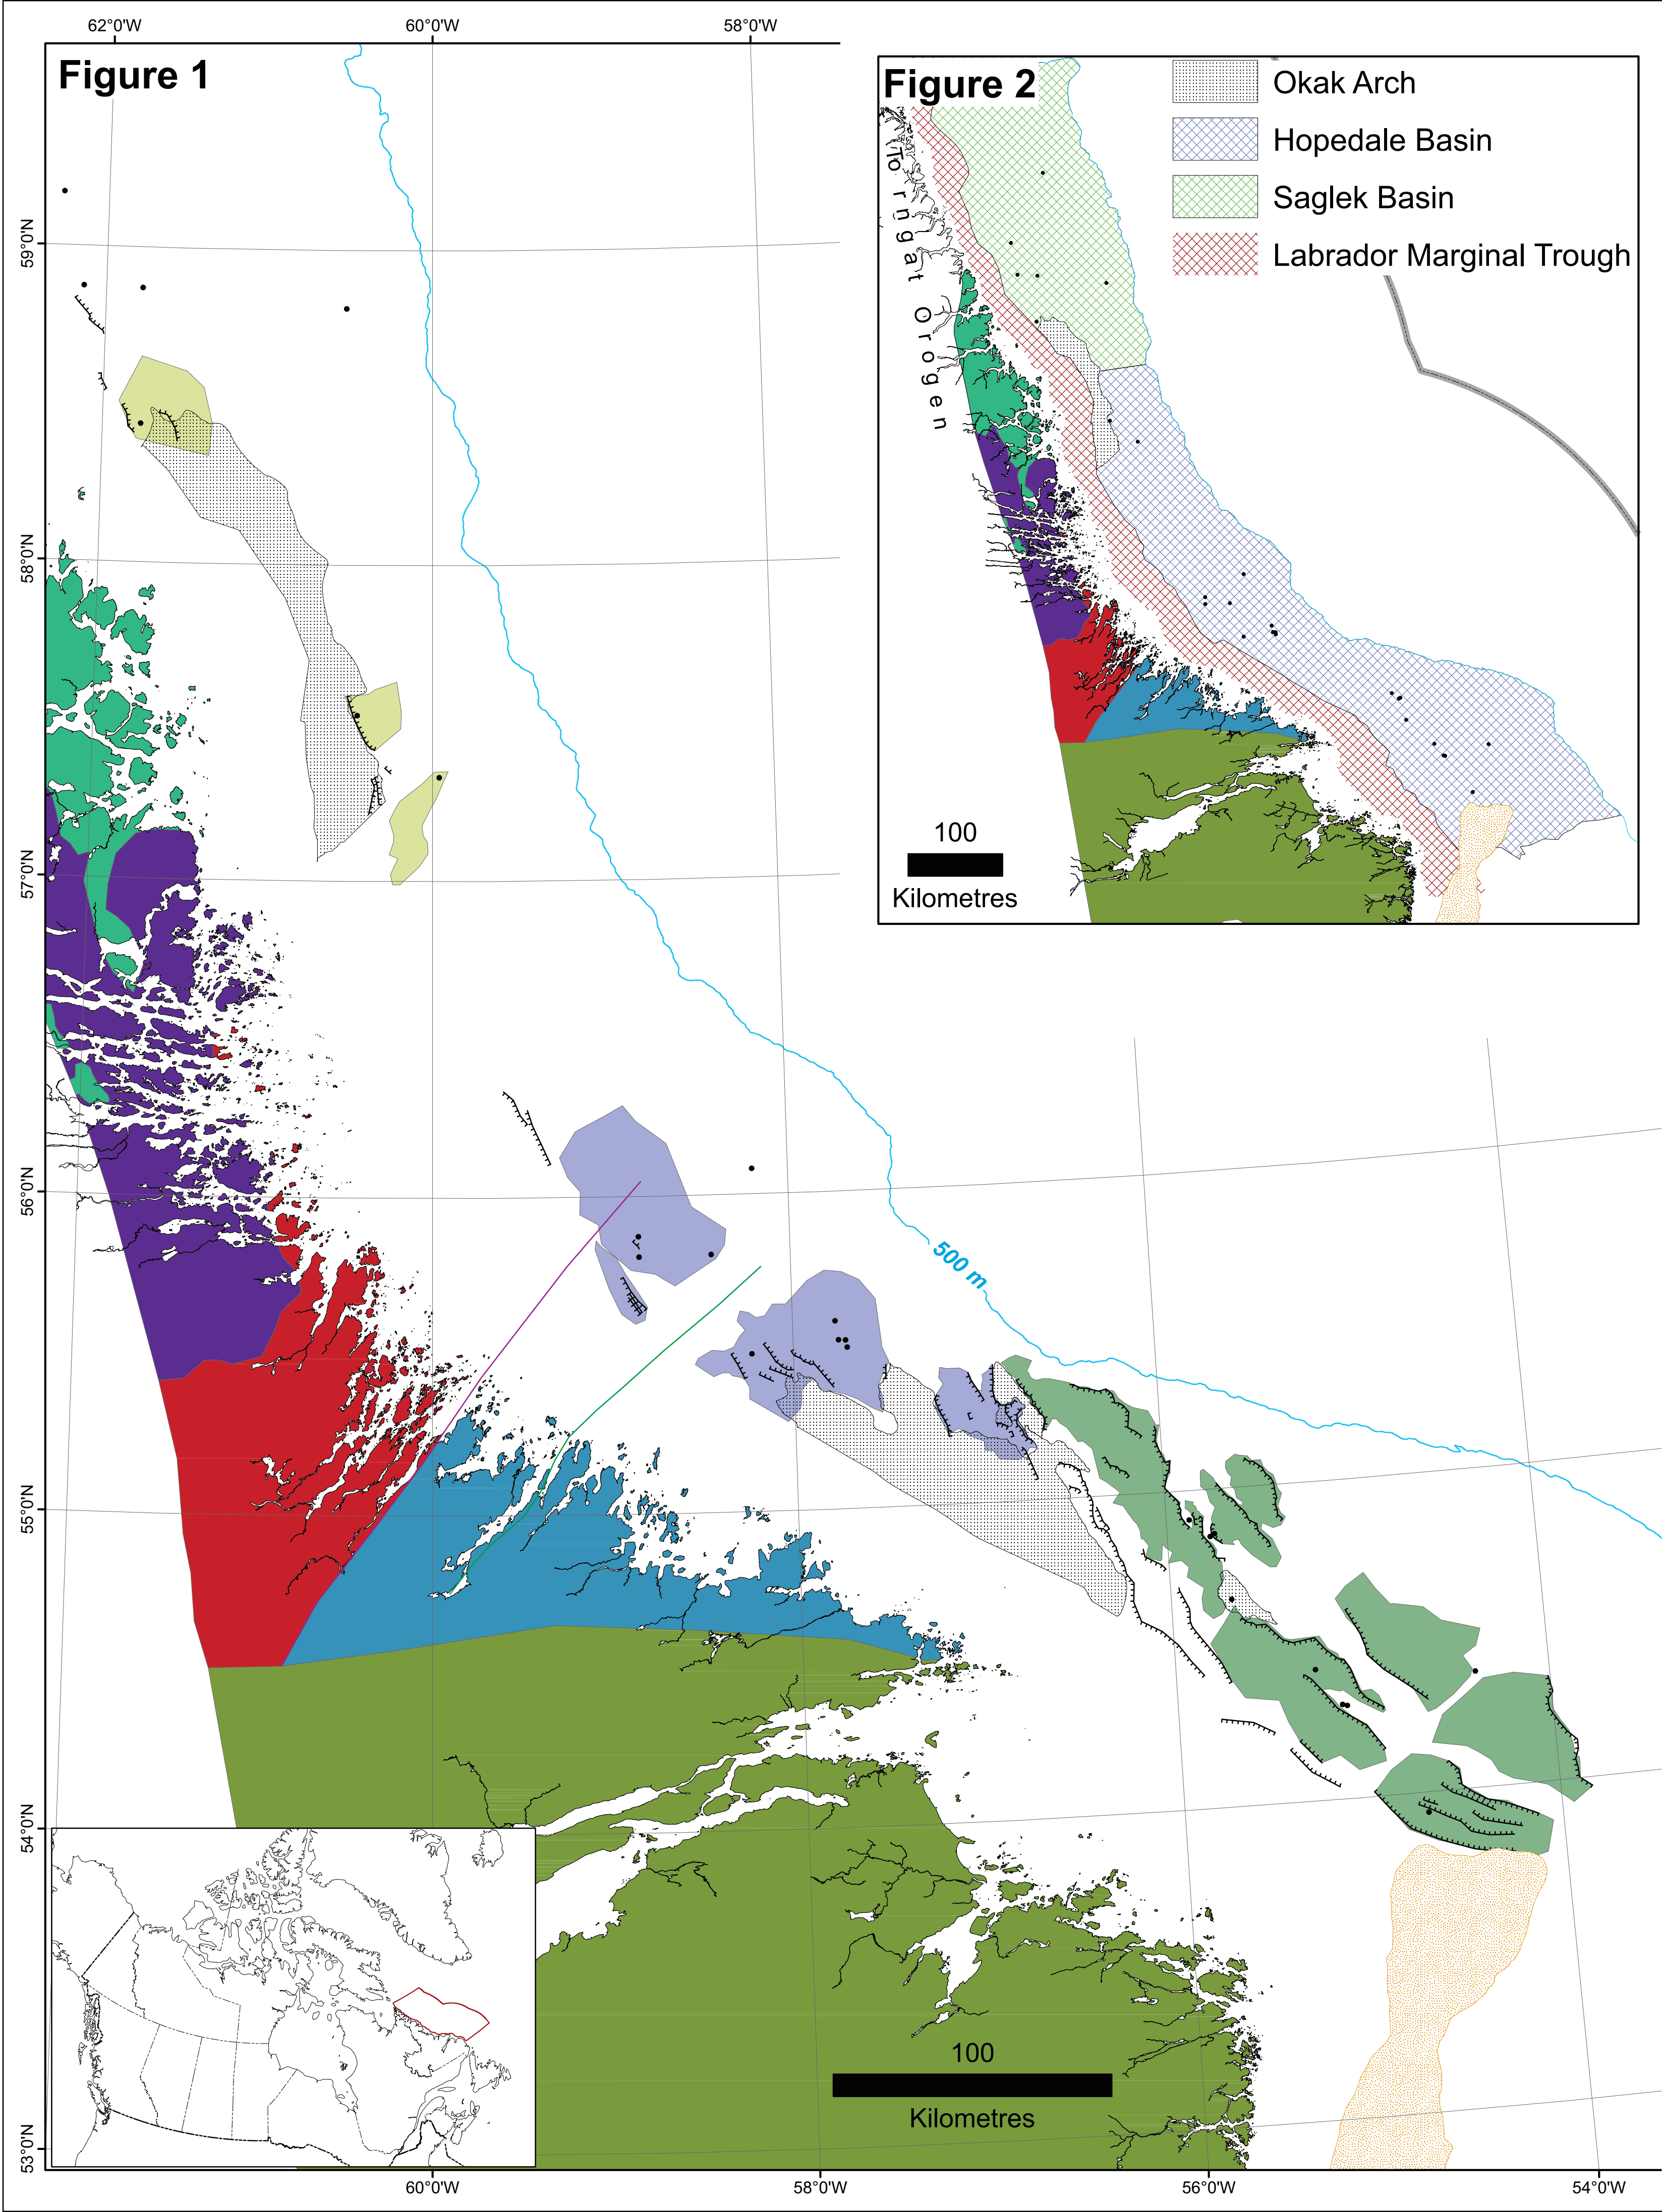 62°0'W 60°0'W 58°0'W
Figure 1
Figure 2
Okak Arch
Hopedale Basin
Saglek Basin
Labrador Marginal Trough
Torngat Orogen
100
Kilometres
59°0'N
58°0'N
57°0'N
56°0'N
55°0'N
54°0'N
53°0'N
500 m
100
Kilometres
60°0'W 58°0'W 56°0'W 54°0'W